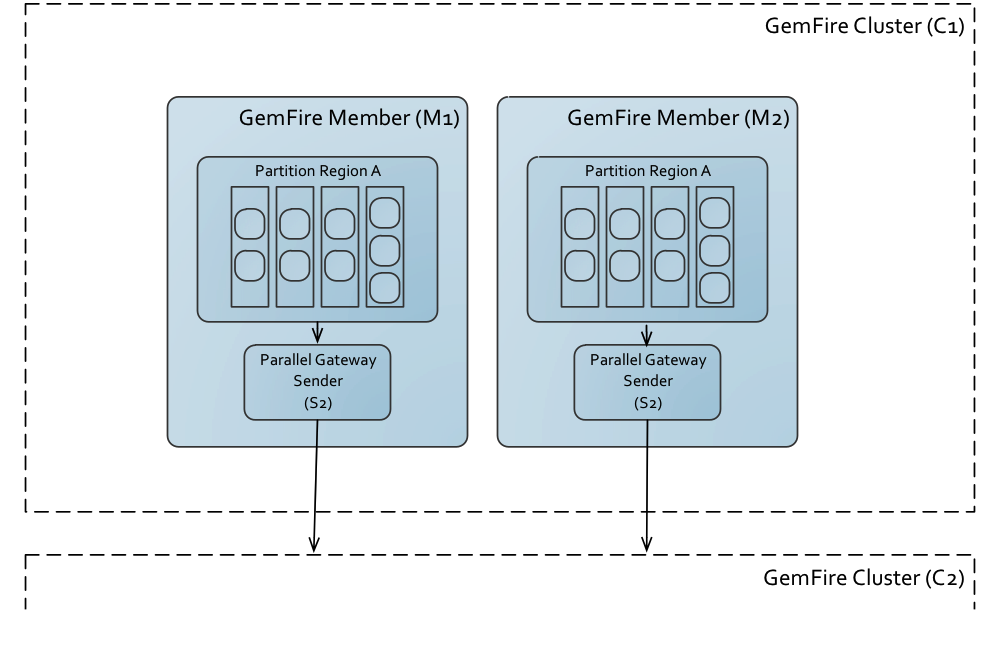 GemFire Cluster (C1)
GemFire Member (M1)
Partition Region A
Parallel Gateway
Sender
(S2)
GemFire Member (M2)
Partition Region A
Parallel Gateway
Sender
(S2)
GemFire Cluster (C2)